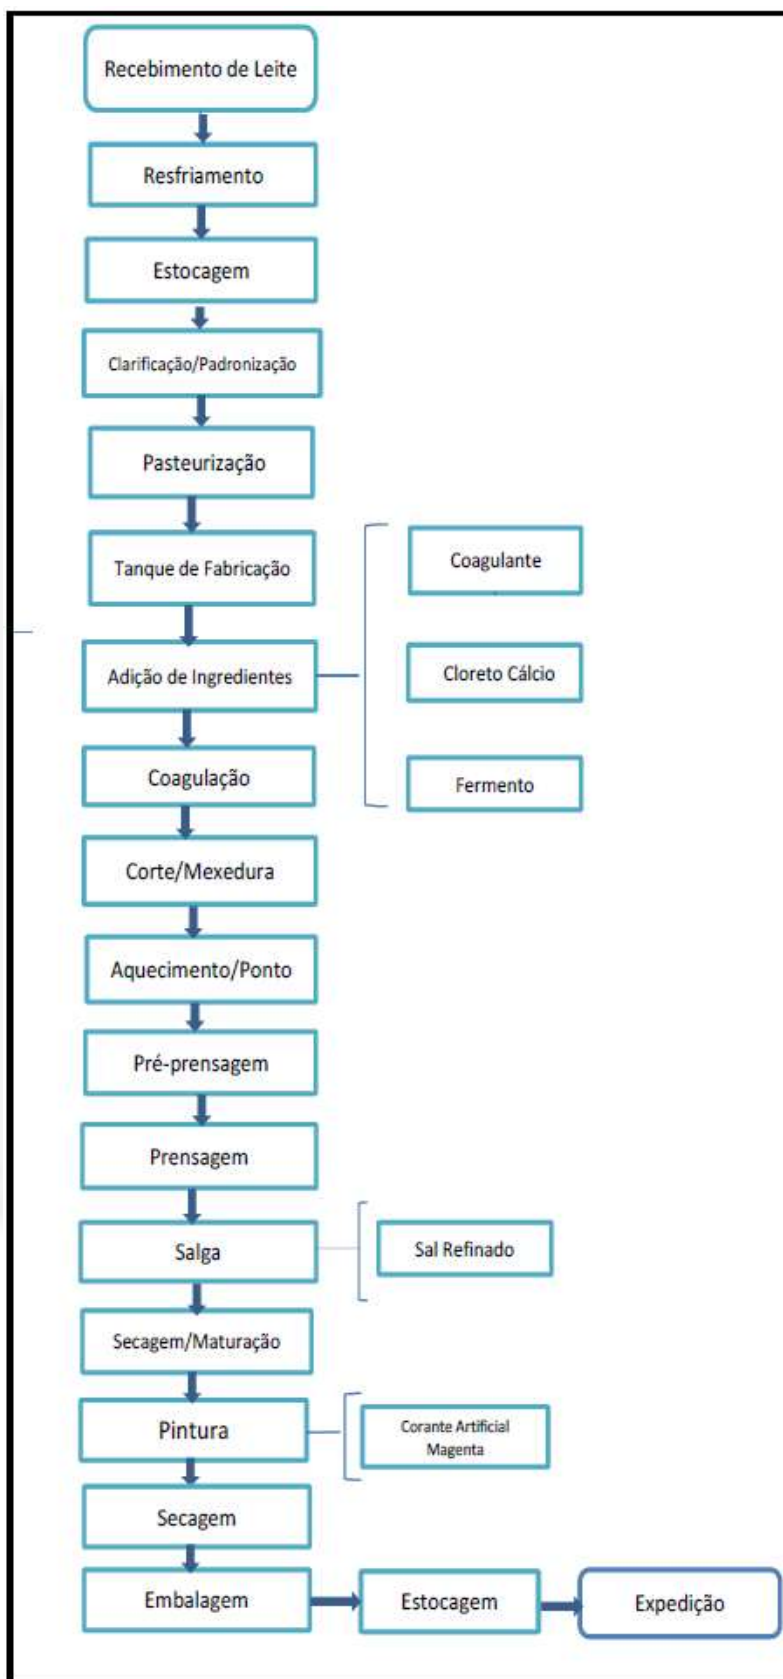 Recebimento de Leite
Resfriamento
Estocagem
Clarificação/Padronização
Pasteurização
Tanque de Fabricação
Adição de Ingredientes
Coagulante
Cloreto Cálcio
Fermento
Coagulação
Corte/Mexedura
Aquecimento/Ponto
Pré-prensagem
Prensagem
Salga
Sal Refinado
Secagem/Maturação
Pintura
Corante Artificial
Magenta
Secagem
Embalagem
Estocagem
Expedição